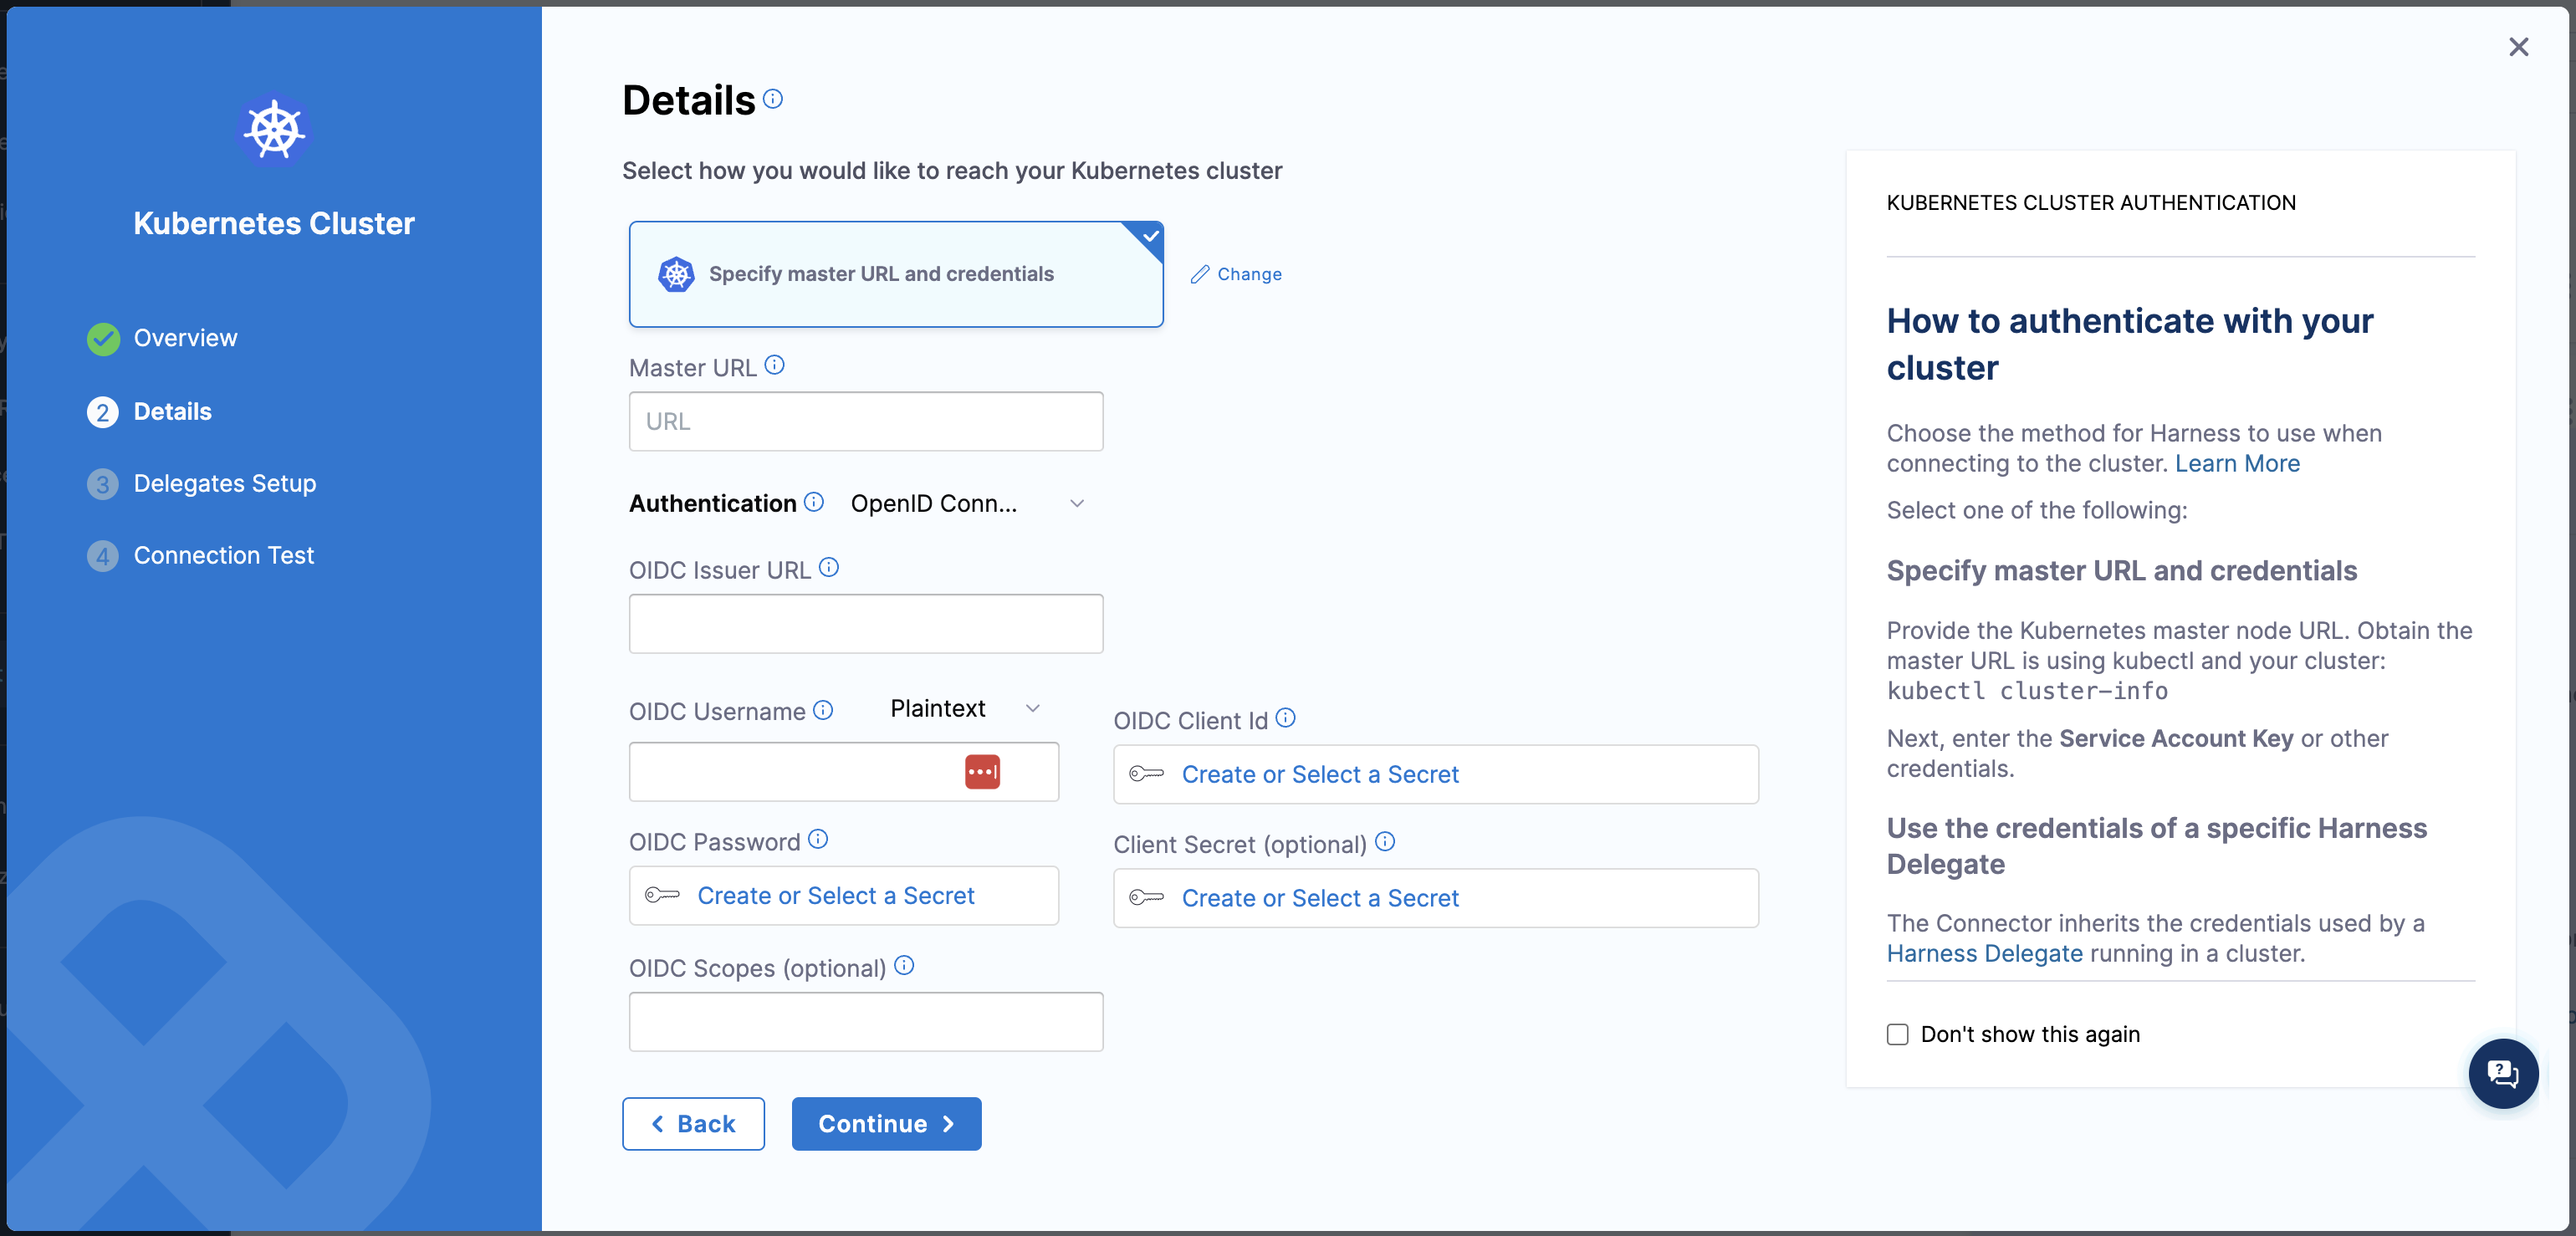 Kubernetes Cluster
Overview
2 Details
3 Delegates Setup
4 Connection Test
Details
Select how you would like to reach your Kubernetes cluster
Specify master URL and credentials
Change
Master URL
URL
Authentication OpenID Conn...
OIDC Issuer URL
OIDC Username Plaintext
OIDC Client Id
Create or Select a Secret
OIDC Password
Create or Select a Secret
Client Secret (optional)
Create or Select a Secret
OIDC Scopes (optional)
Back
Continue
KUBERNETES CLUSTER AUTHENTICATION
How to authenticate with your
cluster
Choose the method for Harness to use when
connecting to the cluster. Learn More
Select one of the following:
Specify master URL and credentials
Provide the Kubernetes master node URL. Obtain the
master URL is using kubectl and your cluster:
kubectl cluster-info
Next, enter the Service Account Key or other
credentials.
Use the credentials of a specific Harness
Delegate
The Connector inherits the credentials used by a
Harness Delegate running in a cluster.
Don't show this again